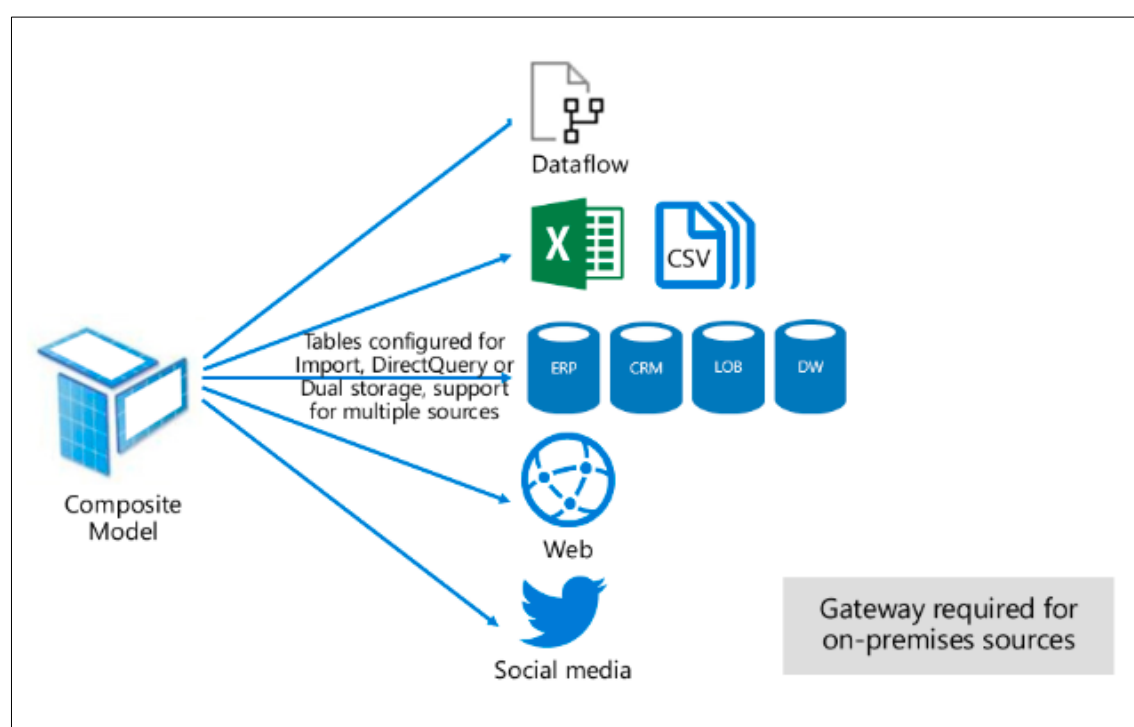 Dataflow
X
CSV
Tables configured for
Import, DirectQuery or
Dual storage, support
for multiple sources
ERP
CRM
LOB
DW
Composite
Model
Web
Social media
Gateway required for
on-premises sources